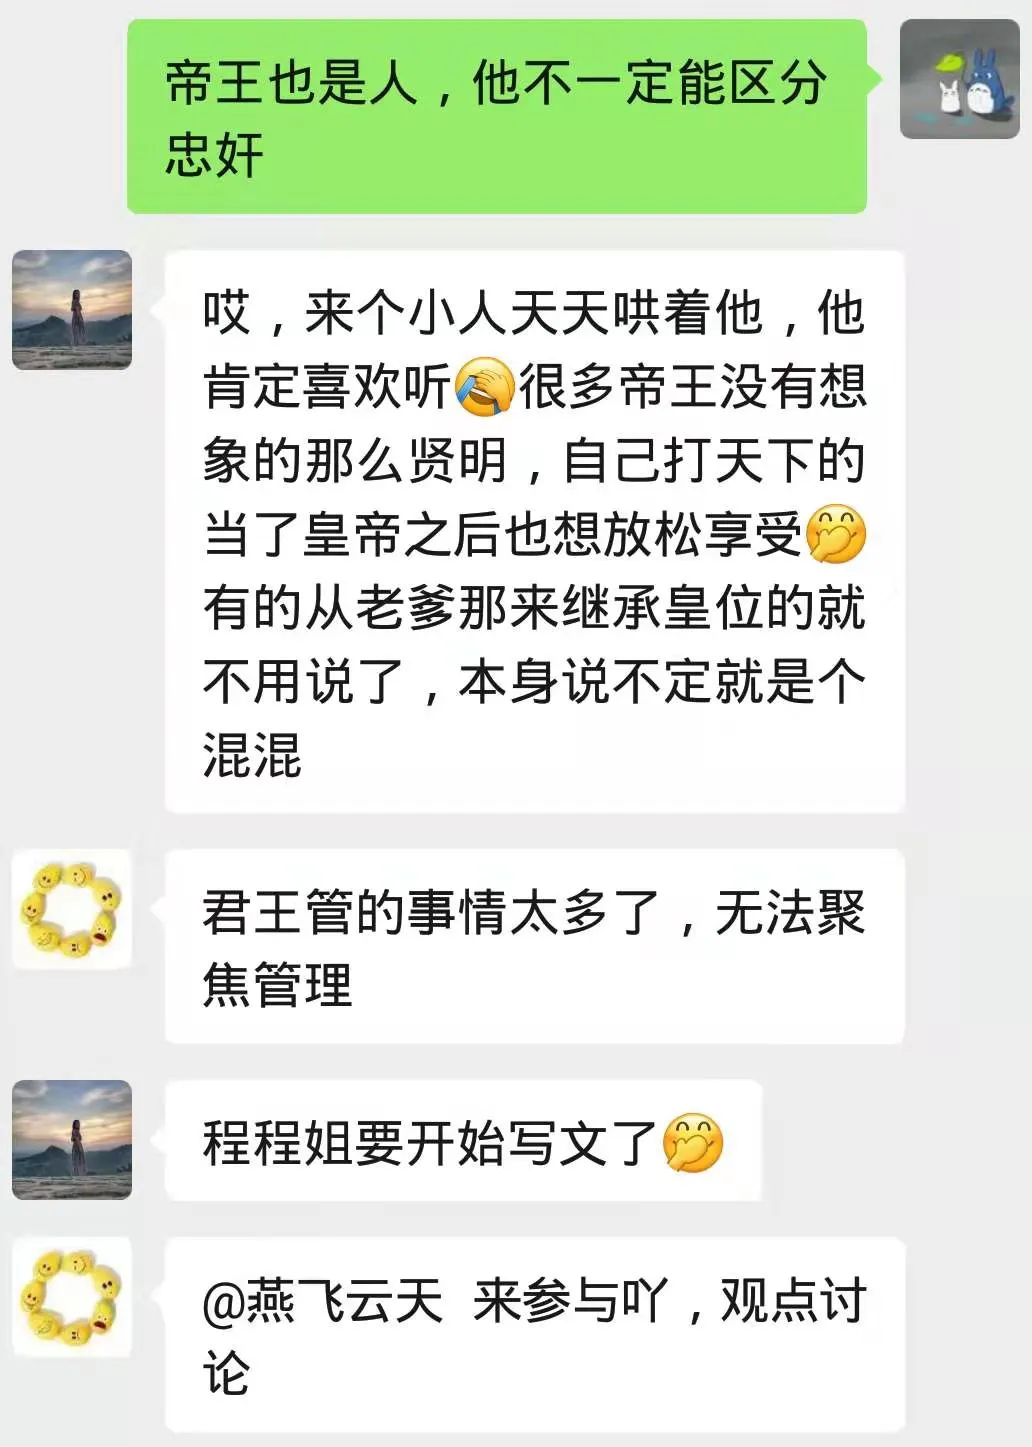 帝王也是人，他不一定能区分
忠奸
哎，来个小人天天哄着他，他
肯定喜欢听🤦很多帝王没有想
象的那么贤明，自己打天下的
当了皇帝之后也想放松享受🤭
有的从老爹那来继承皇位的就
不用说了，本身说不定就是个
混混
君王管的事情太多了，无法聚
焦管理
程程姐要开始写文了🤭
@燕飞云天 来参与吖，观点讨
论